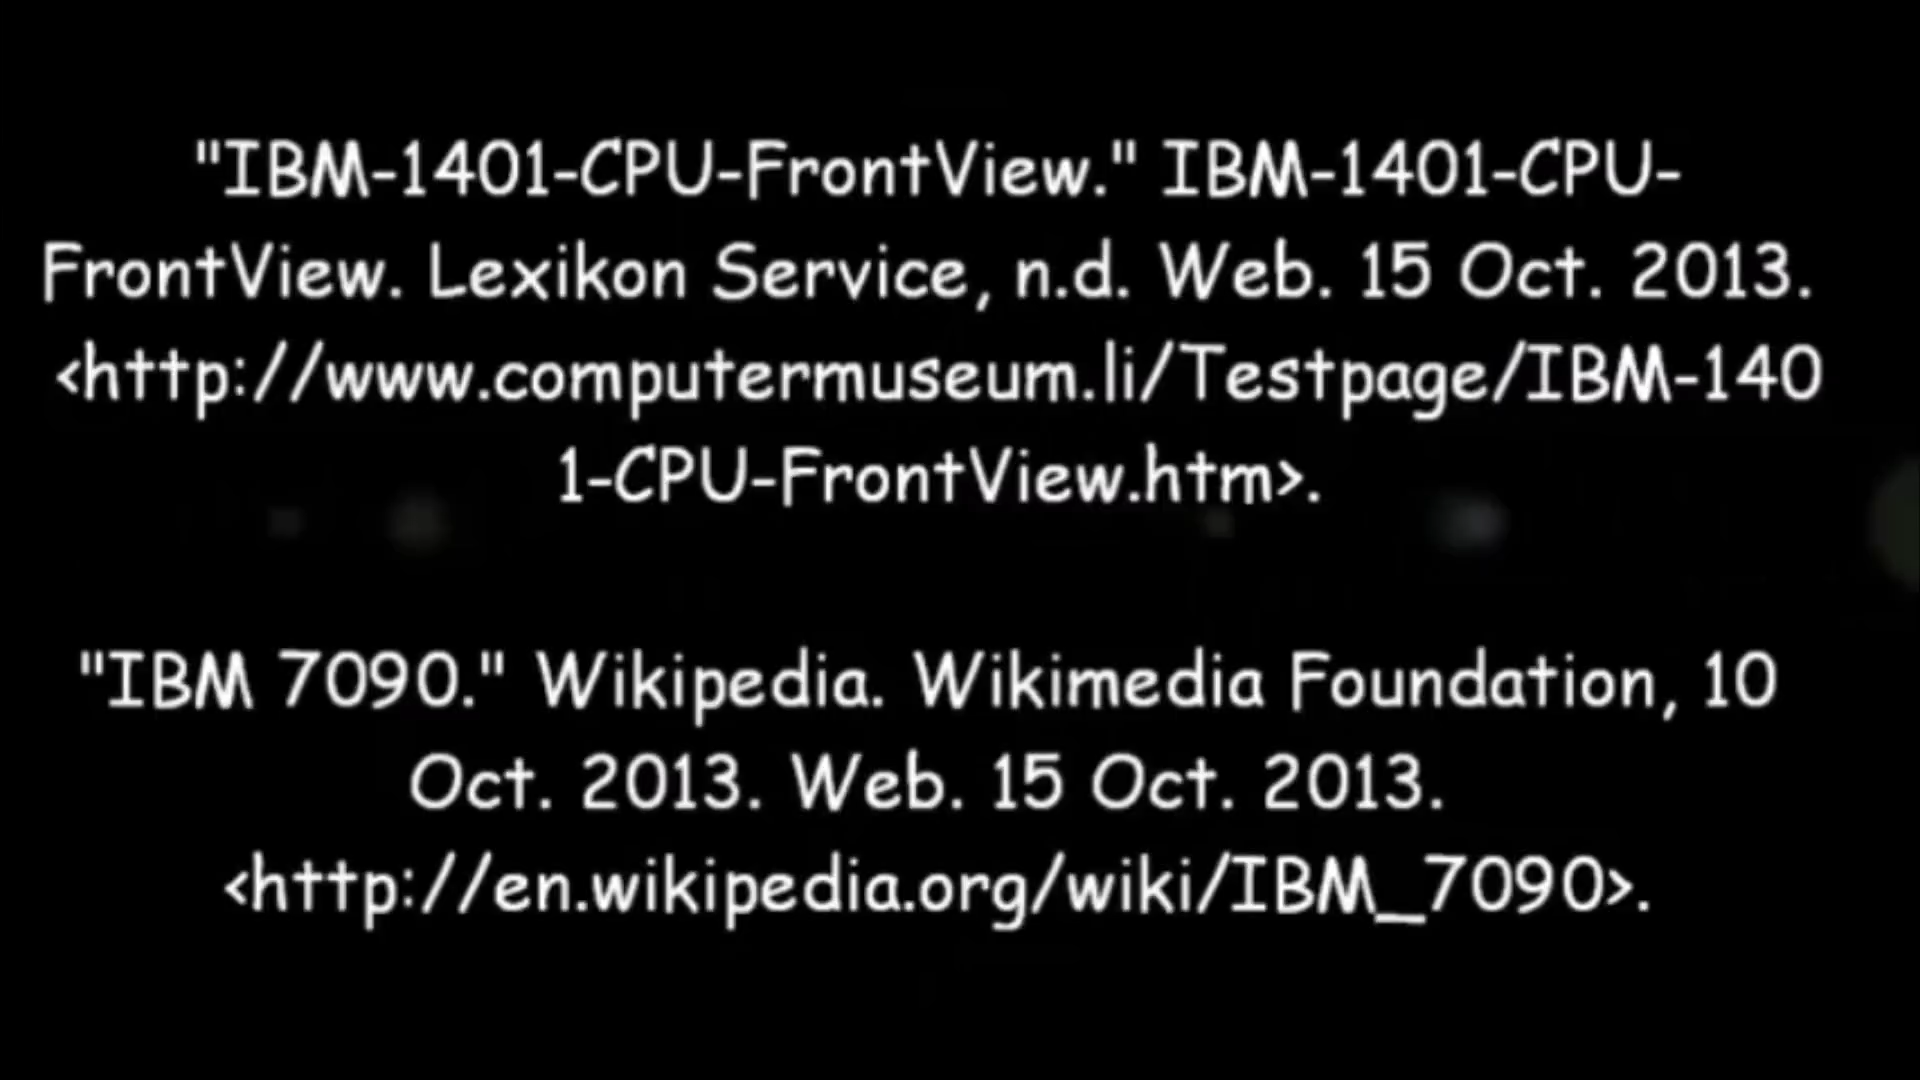 "IBM-1401-CPU-FrontView." IBM-1401-CPU-
FrontView. Lexikon Service, n.d. Web. 15 Oct. 2013.
<http://www.computermuseum.li/Testpage/IBM-140
1-CPU-FrontView.htm>.
"IBM 7090." Wikipedia. Wikimedia Foundation, 10
Oct. 2013. Web. 15 Oct. 2013.
<http://en.wikipedia.org/wiki/IBM_7090>.